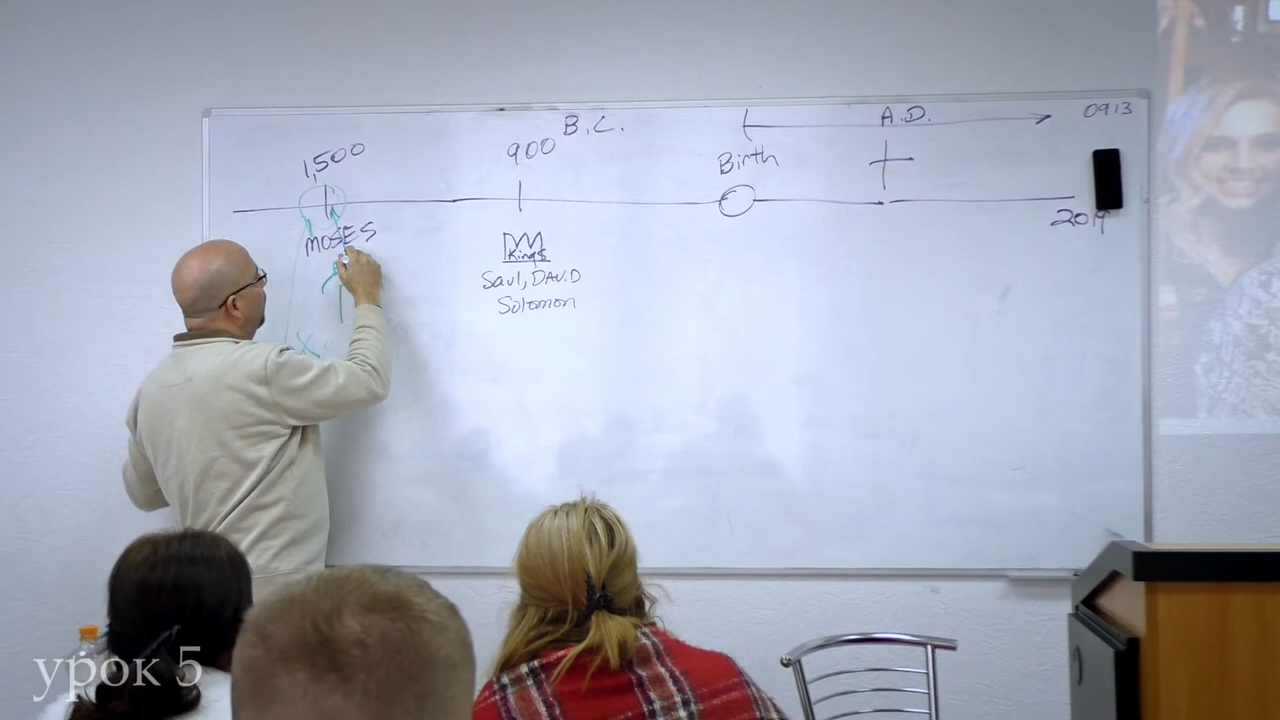 B.C.
A.D.
0913
1,500
900
Birth
2019
MOSES
Kings
Saul, DAViD
Solomon
урок 5